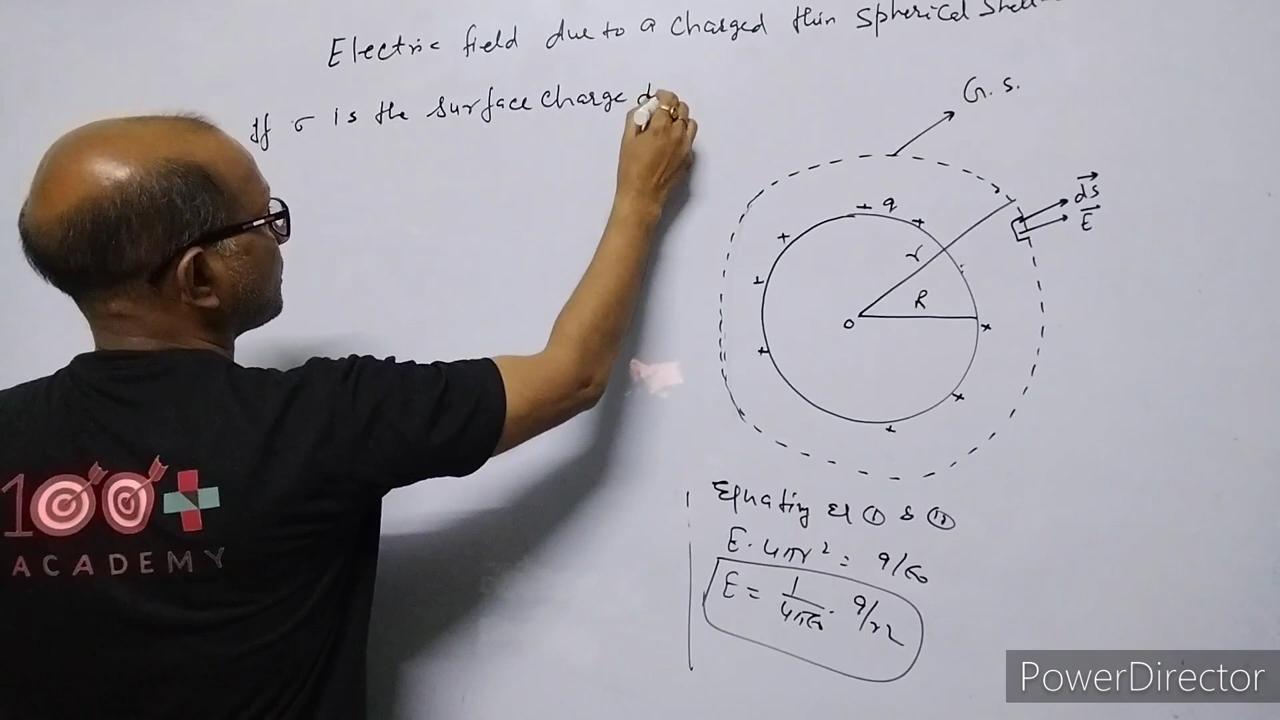 Electric field due to a charged thin spherical shell
If σ is the surface charge d
G. S.
dS
E
q
+ + + + + + + + +
r
R
O
Equating eq ① & ②
E · 4πr² = q/ε₀
E = 1/4πε₀ · q/r²
100+
ACADEMY
PowerDirector